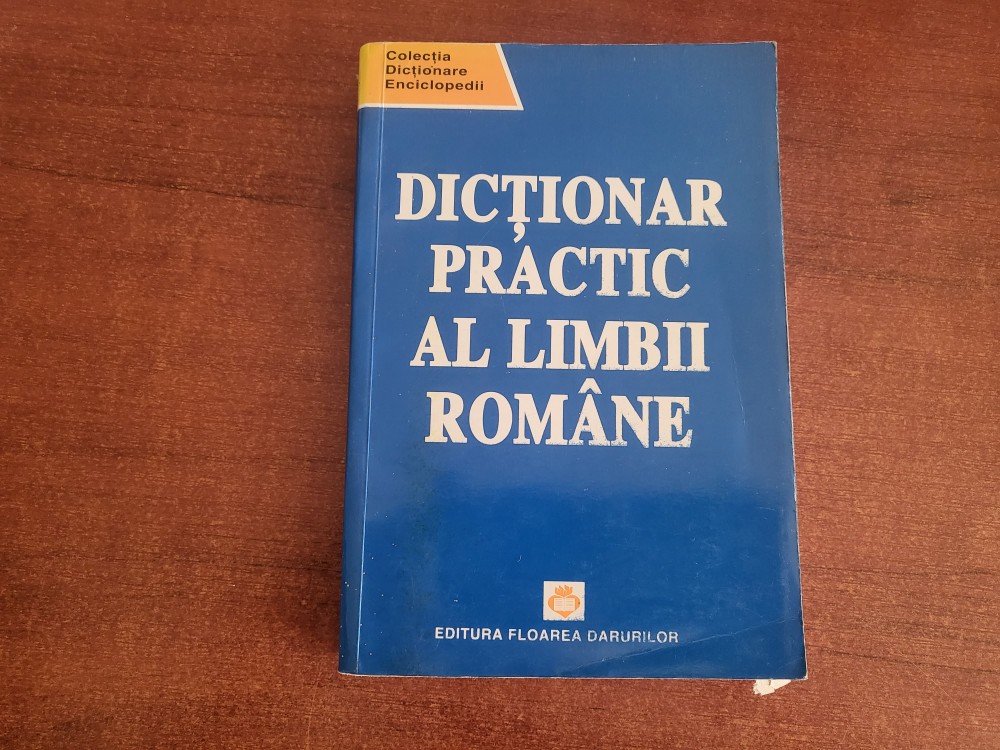 Colecția
Dicționare
Enciclopedii
DICȚIONAR
PRACTIC
AL LIMBII
ROMÂNE
EDITURA FLOAREA DARURILOR